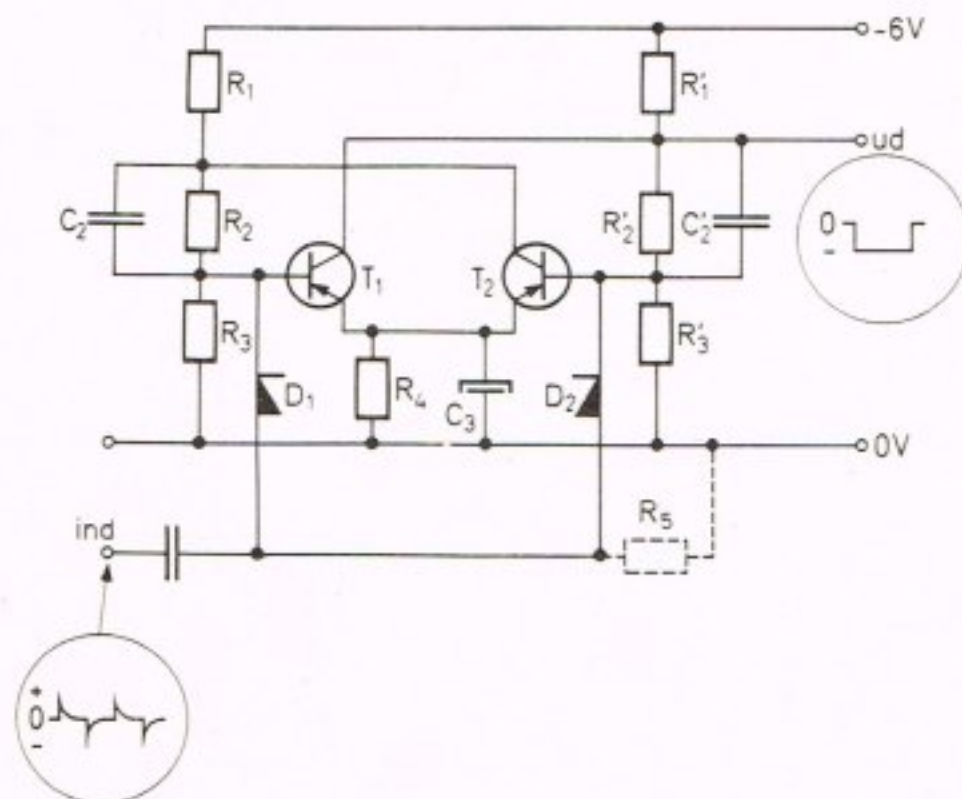 -6V
R1
R'1
ud
C2
R2
R'2
C'2
0
-
T1
T2
R3
R'3
D1
R4
C3
D2
0V
ind
R5
+
0
-